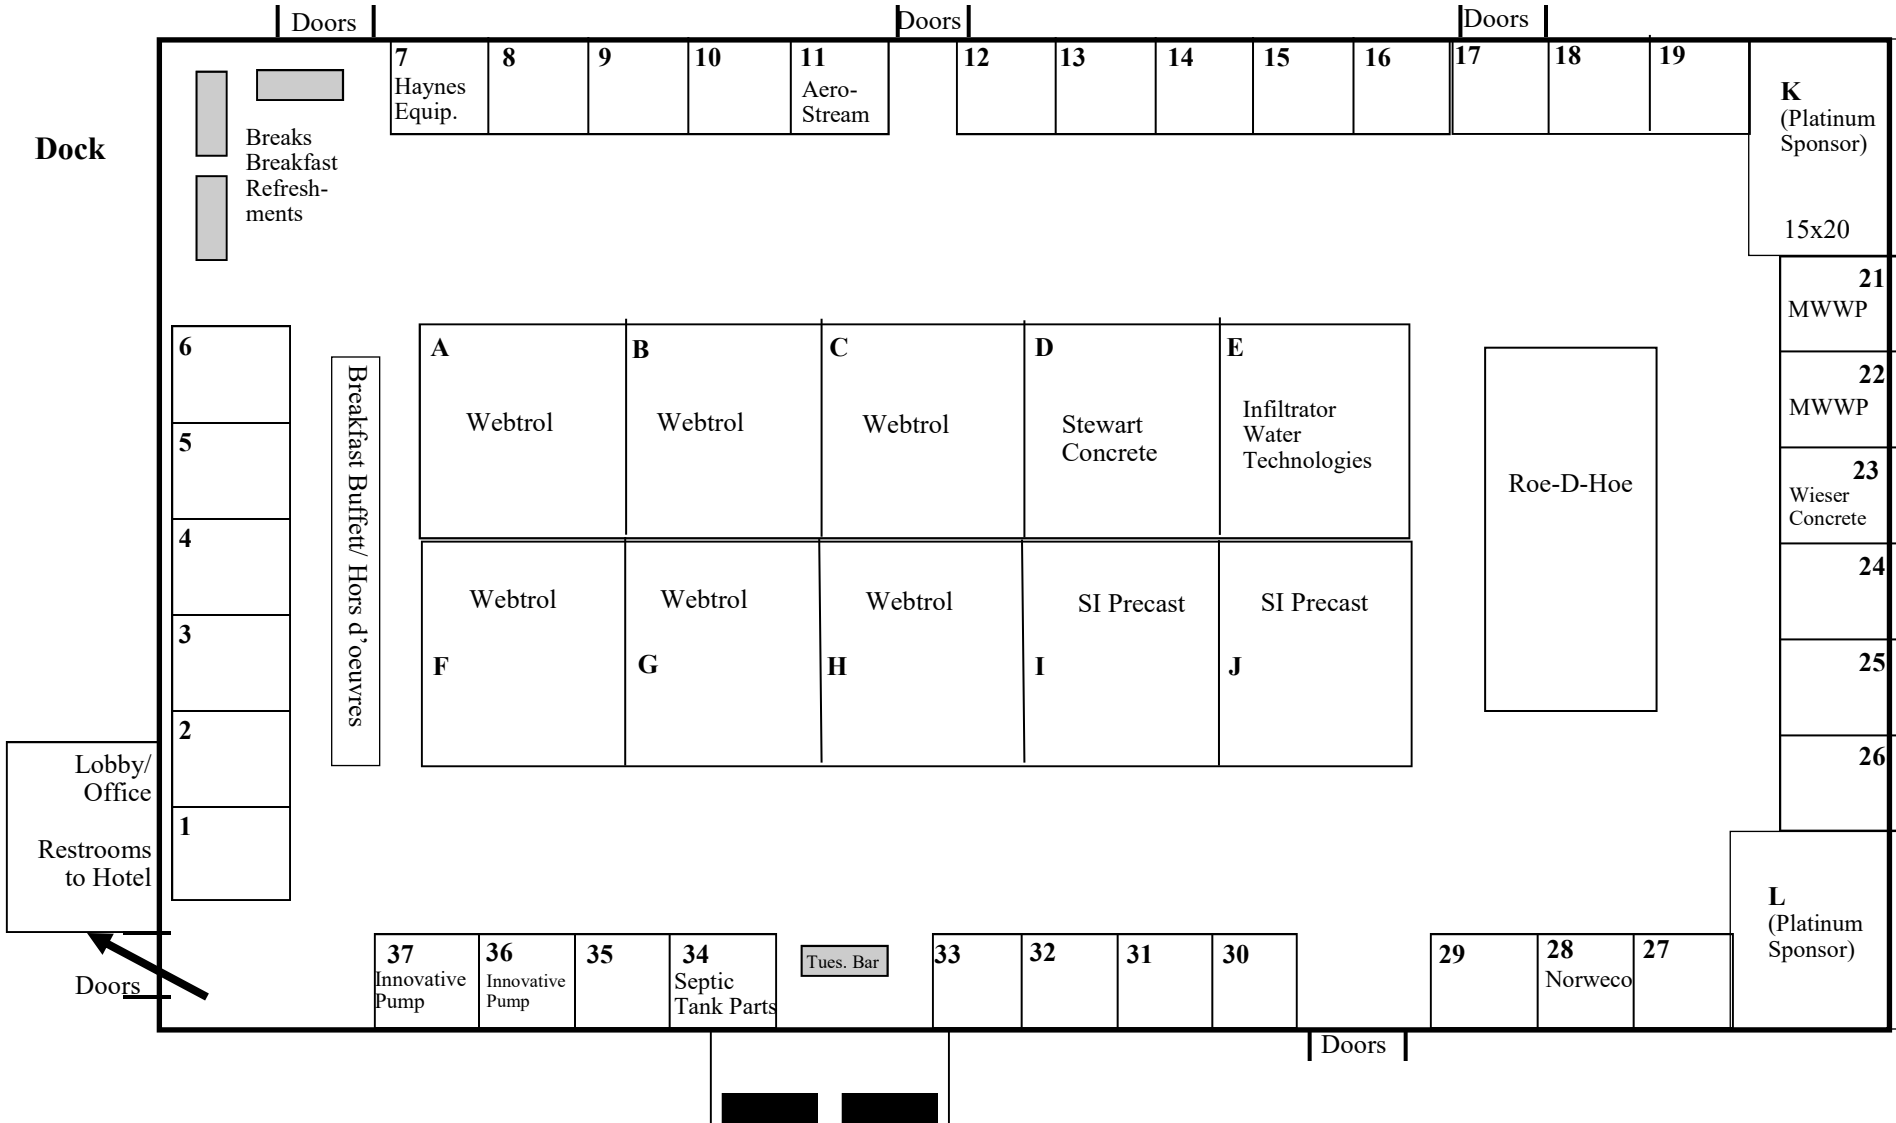 Doors
Doors
Doors
7
Haynes
Equip.
8
9
10
11
Aero-
Stream
12
13
14
15
16
17
18
19
K
(Platinum
Sponsor)
15x20
Dock
Breaks
Breakfast
Refresh-
ments
21
MWWP
22
MWWP
23
Wieser
Concrete
24
25
26
6
5
4
3
2
1
Breakfast Buffett/ Hors d’oeuvres
A
Webtrol
B
Webtrol
C
Webtrol
D
Stewart
Concrete
E
Infiltrator
Water
Technologies
Roe-D-Hoe
Webtrol
F
Webtrol
G
Webtrol
H
SI Precast
I
SI Precast
J
Lobby/
Office
Restrooms
to Hotel
Doors
37
Innovative
Pump
36
Innovative
Pump
35
34
Septic
Tank Parts
Tues. Bar
33
32
31
30
29
28
Norweco
27
L
(Platinum
Sponsor)
Doors